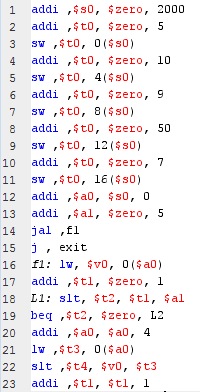 1 addi ,$s0, $zero, 2000
2 addi ,$t0, $zero, 5
3 sw ,$t0, 0($s0)
4 addi ,$t0, $zero, 10
5 sw ,$t0, 4($s0)
6 addi ,$t0, $zero, 9
7 sw ,$t0, 8($s0)
8 addi ,$t0, $zero, 50
9 sw ,$t0, 12($s0)
10 addi ,$t0, $zero, 7
11 sw ,$t0, 16($s0)
12 addi ,$a0, $s0, 0
13 addi ,$a1, $zero, 5
14 jal ,f1
15 j , exit
16 f1: lw, $v0, 0($a0)
17 addi ,$t1, $zero, 1
18 L1: slt, $t2, $t1, $a1
19 beq ,$t2, $zero, L2
20 addi ,$a0, $a0, 4
21 lw ,$t3, 0($a0)
22 slt ,$t4, $v0, $t3
23 addi ,$t1, $t1, 1